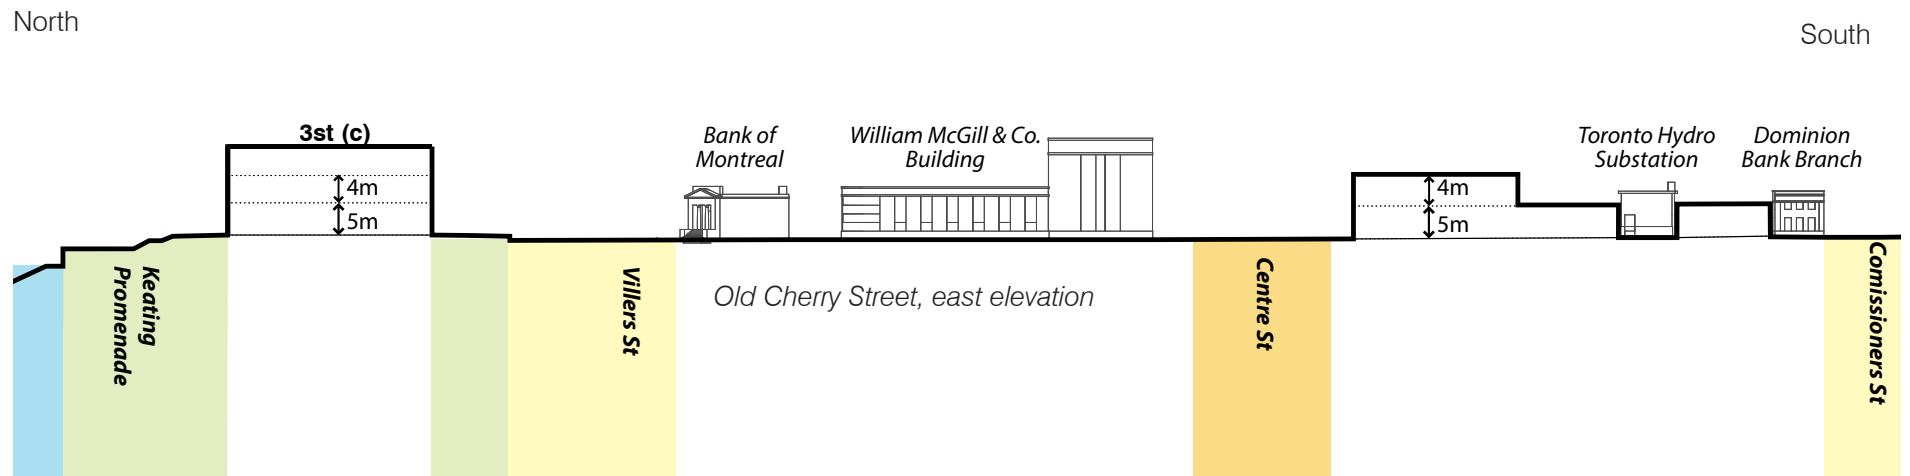 North
South
3st (c)
4m
5m
Bank of
Montreal
William McGill & Co.
Building
Toronto Hydro
Substation
Dominion
Bank Branch
4m
5m
Keating
Promenade
Villers St
Old Cherry Street, east elevation
Centre St
Comissioners St